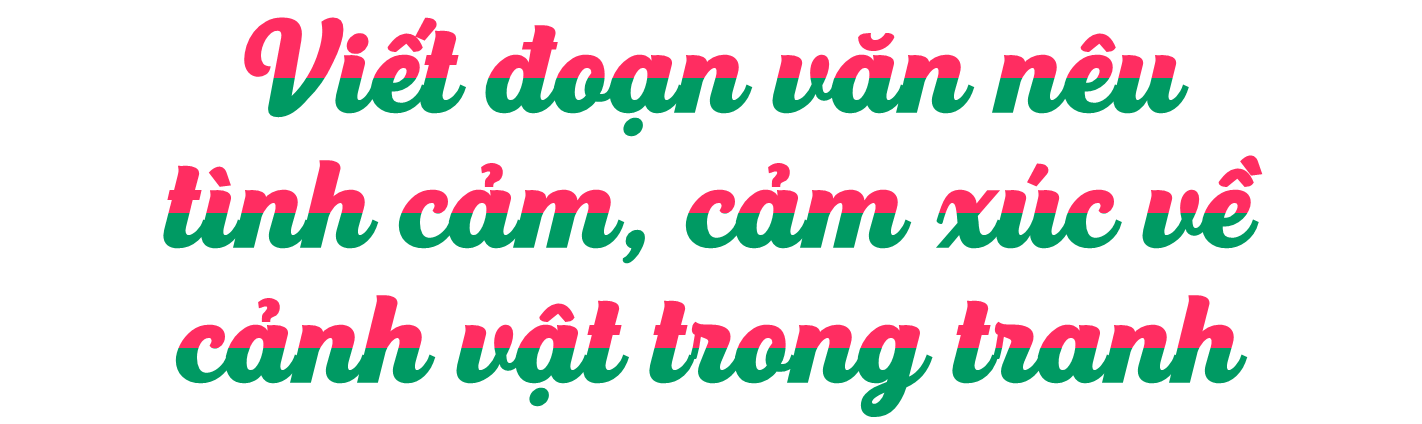 Viết đoạn văn nêu
tình cảm, cảm xúc về
cảnh vật trong tranh